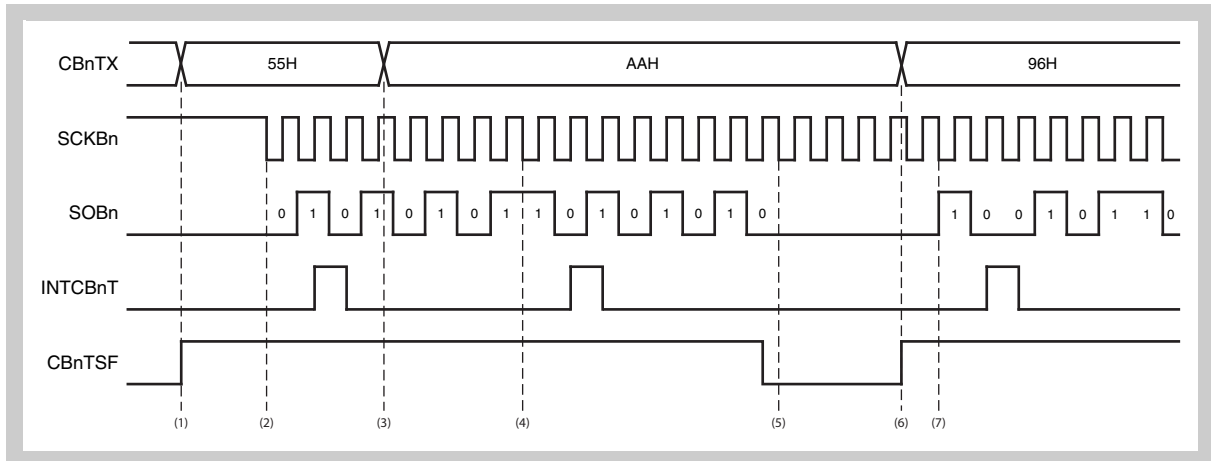 CBnTX 55H AAH 96H
SCKBn
SOBn 0 1 0 1 0 1 0 1 1 0 1 0 1 0 1 0 1 0 0 1 0 1 1 0
INTCBnT
CBnTSF
(1) (2) (3) (4) (5) (6) (7)